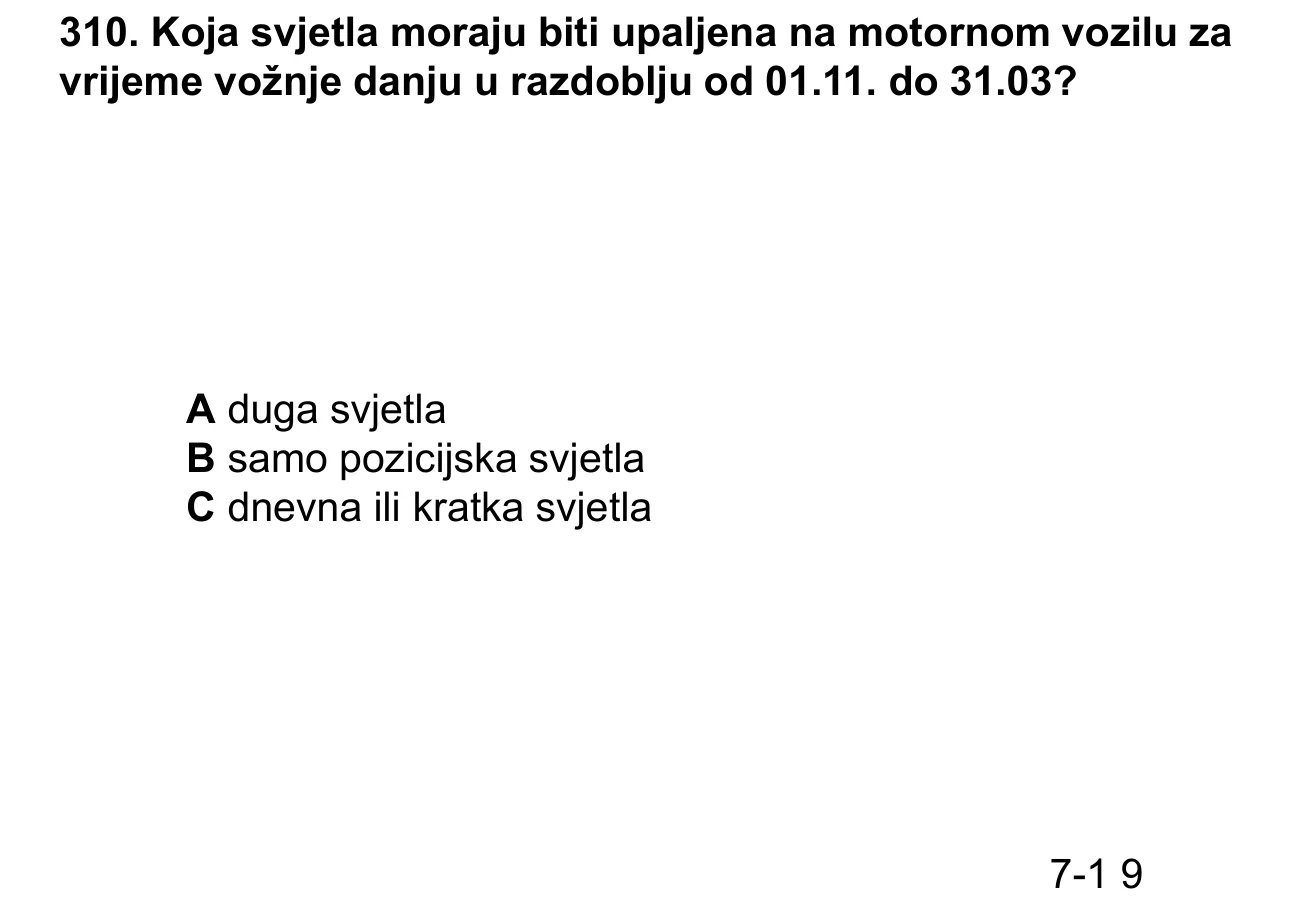 310. Koja svjetla moraju biti upaljena na motornom vozilu za
vrijeme vožnje danju u razdoblju od 01.11. do 31.03?
A duga svjetla
B samo pozicijska svjetla
C dnevna ili kratka svjetla
7-1 9